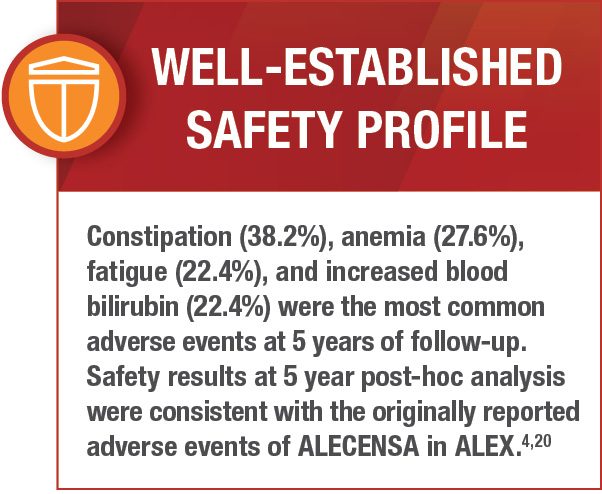 WELL-ESTABLISHED
SAFETY PROFILE
Constipation (38.2%), anemia (27.6%),
fatigue (22.4%), and increased blood
bilirubin (22.4%) were the most common
adverse events at 5 years of follow-up.
Safety results at 5 year post-hoc analysis
were consistent with the originally reported
adverse events of ALECENSA in ALEX.4,20